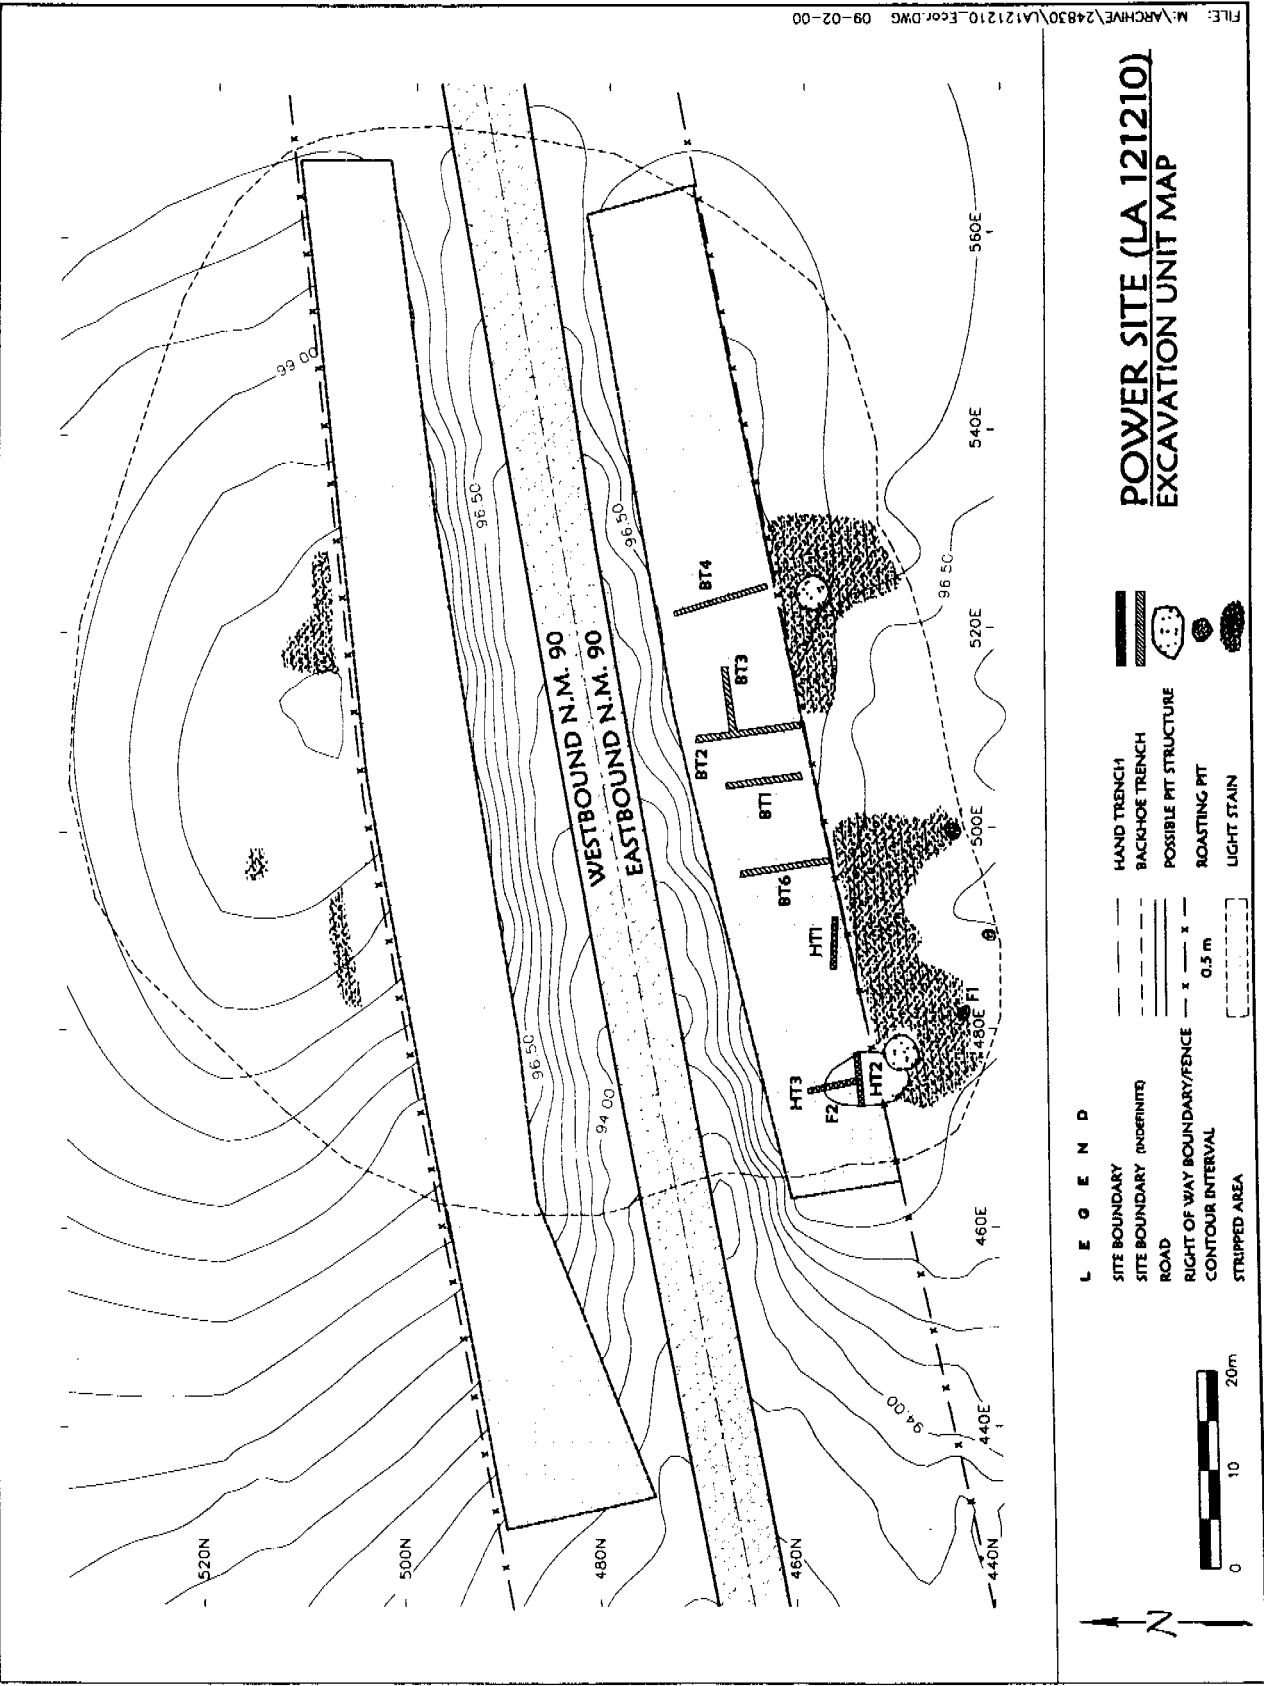 FILE: M:\ARCHIVE\24830\LA121210_Ecor.DWG 09-02-00
POWER SITE (LA 121210)
EXCAVATION UNIT MAP
99.00
96.50
96.50
96.50
96.50
94.00
94.00
WESTBOUND N.M. 90
EASTBOUND N.M. 90
BT4
BT3
BT2
BT1
BT6
HT1
HT3
HT2
F2
F1
520N
500N
480N
460N
440N
440E
460E
480E
500E
520E
540E
560E
LEGEND
SITE BOUNDARY
SITE BOUNDARY (INDEFINITE)
ROAD
RIGHT OF WAY BOUNDARY/FENCE
CONTOUR INTERVAL 0.5 m
STRIPPED AREA
HAND TRENCH
BACKHOE TRENCH
POSSIBLE PIT STRUCTURE
ROASTING PIT
LIGHT STAIN
N
0 10 20m